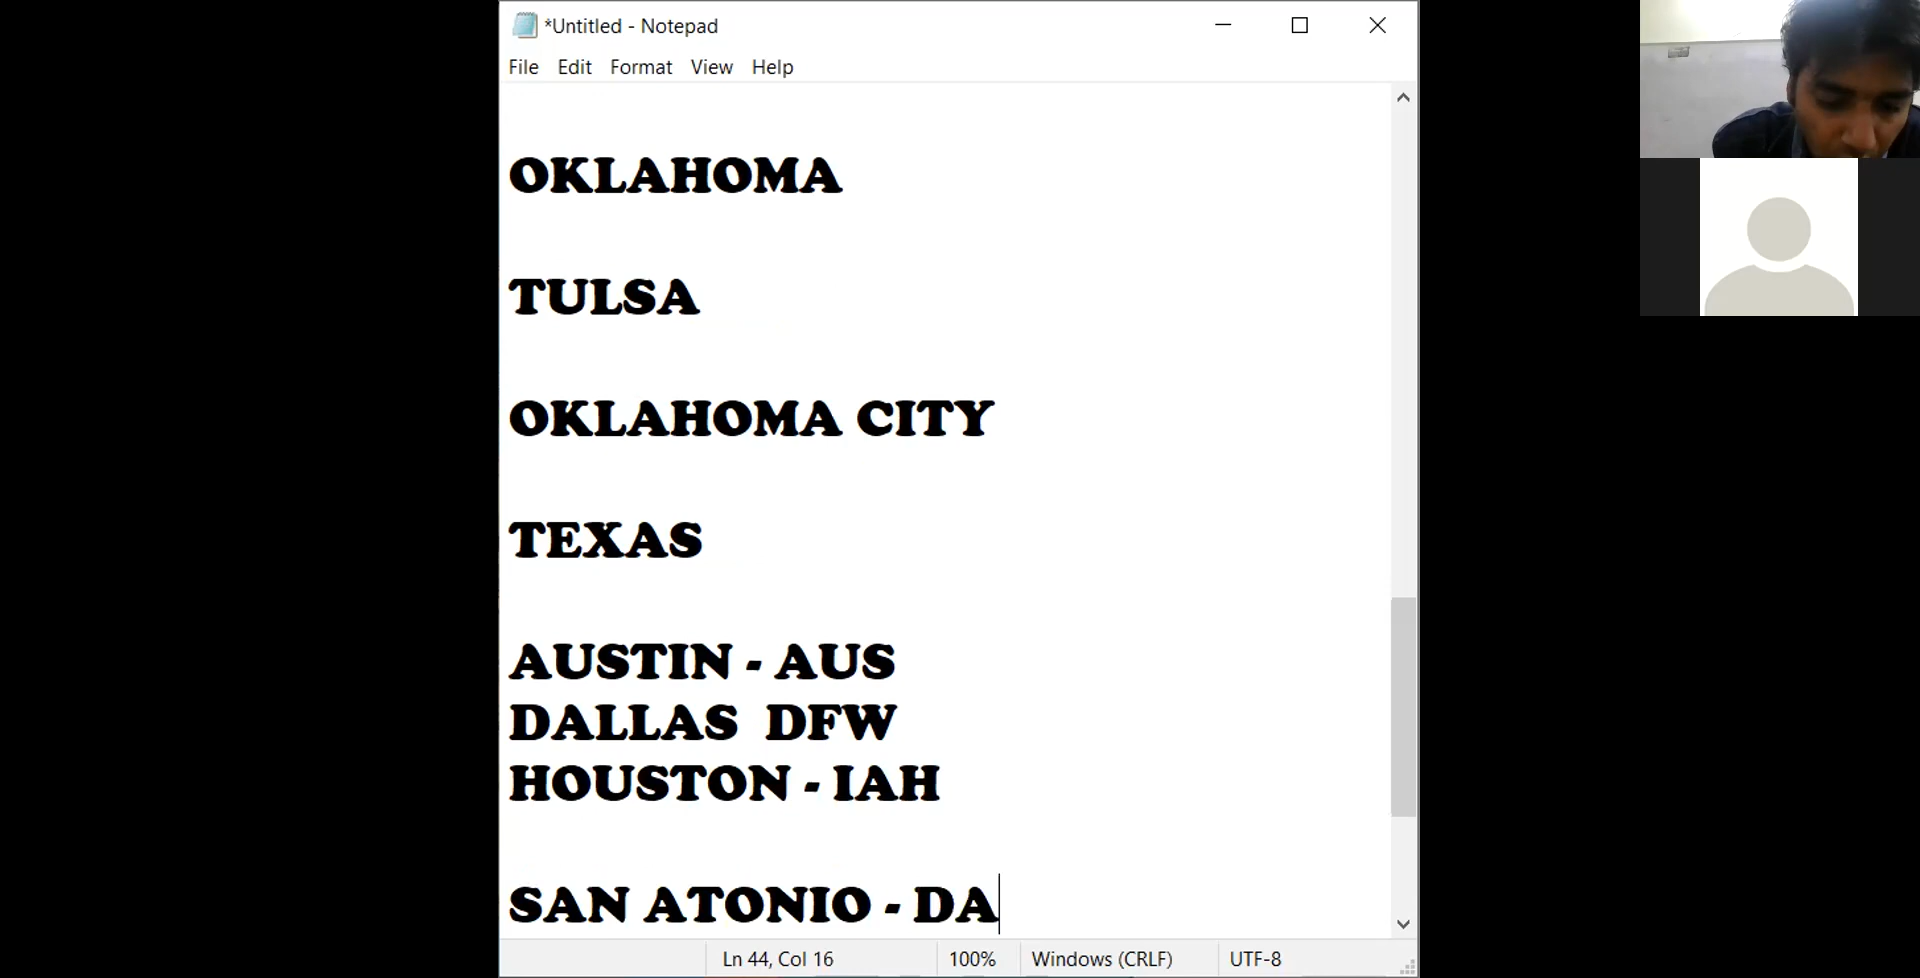 *Untitled - Notepad
File Edit Format View Help
OKLAHOMA
TULSA
OKLAHOMA CITY
TEXAS
AUSTIN - AUS
DALLAS  DFW
HOUSTON - IAH
SAN ATONIO - DA
Ln 44, Col 16 100% Windows (CRLF) UTF-8